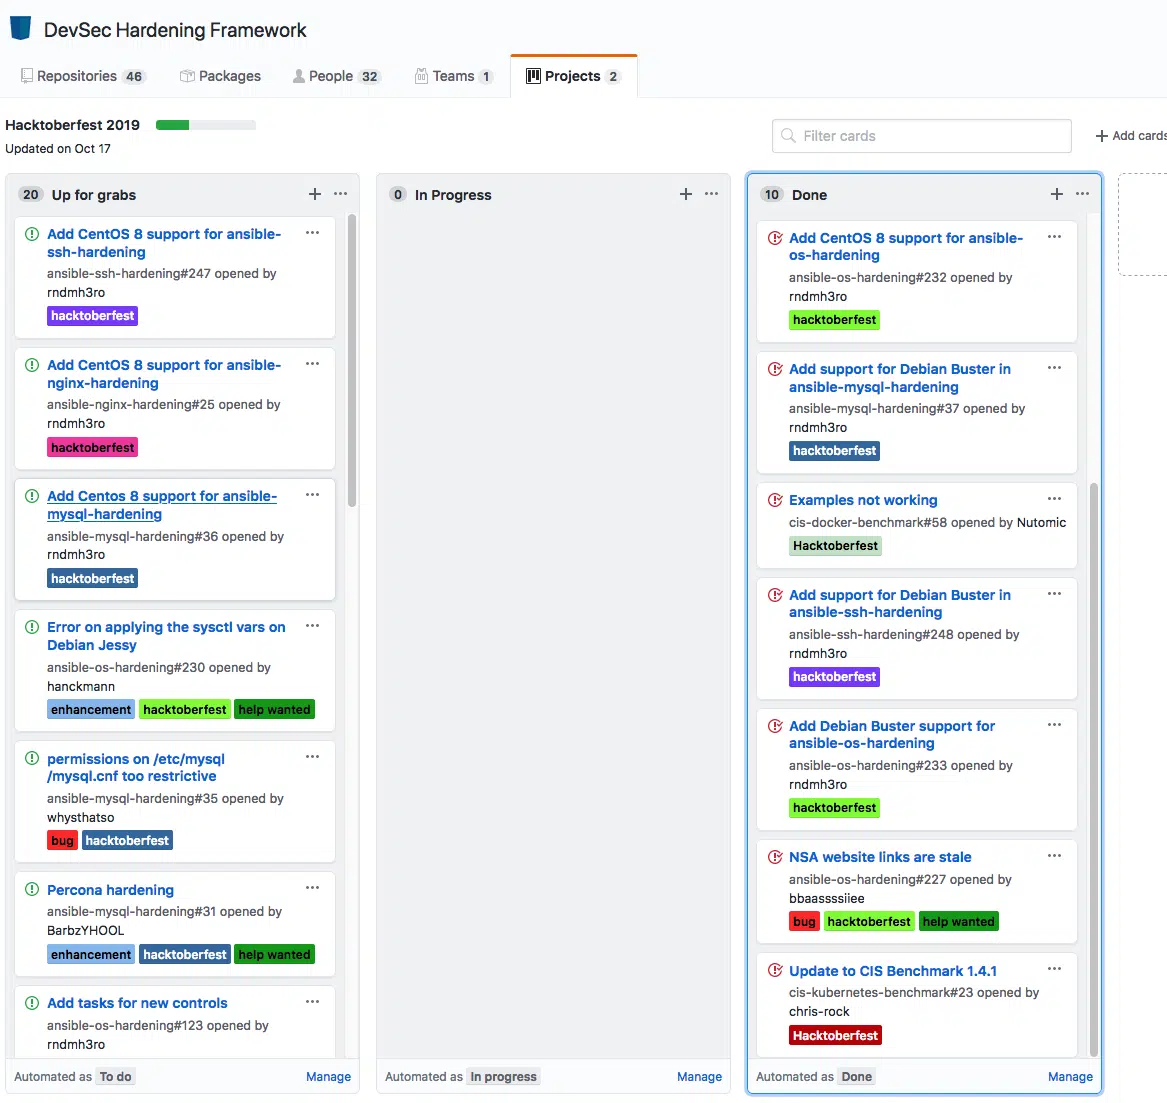 DevSec Hardening Framework
Repositories 46 Packages People 32 Teams 1 Projects 2
Hacktoberfest 2019
Updated on Oct 17
Filter cards
Add cards
20 Up for grabs
Add CentOS 8 support for ansible-
ssh-hardening
ansible-ssh-hardening#247 opened by
rndmh3ro
hacktoberfest
Add CentOS 8 support for ansible-
nginx-hardening
ansible-nginx-hardening#25 opened by
rndmh3ro
hacktoberfest
Add Centos 8 support for ansible-
mysql-hardening
ansible-mysql-hardening#36 opened by
rndmh3ro
hacktoberfest
Error on applying the sysctl vars on
Debian Jessy
ansible-os-hardening#230 opened by
hanckmann
enhancement hacktoberfest help wanted
permissions on /etc/mysql
/mysql.cnf too restrictive
ansible-mysql-hardening#35 opened by
whysthatso
bug hacktoberfest
Percona hardening
ansible-mysql-hardening#31 opened by
BarbzYHOOL
enhancement hacktoberfest help wanted
Add tasks for new controls
ansible-os-hardening#123 opened by
rndmh3ro
Automated as To do Manage
0 In Progress
Automated as In progress Manage
10 Done
Add CentOS 8 support for ansible-
os-hardening
ansible-os-hardening#232 opened by
rndmh3ro
hacktoberfest
Add support for Debian Buster in
ansible-mysql-hardening
ansible-mysql-hardening#37 opened by
rndmh3ro
hacktoberfest
Examples not working
cis-docker-benchmark#58 opened by Nutomic
Hacktoberfest
Add support for Debian Buster in
ansible-ssh-hardening
ansible-ssh-hardening#248 opened by
rndmh3ro
hacktoberfest
Add Debian Buster support for
ansible-os-hardening
ansible-os-hardening#233 opened by
rndmh3ro
hacktoberfest
NSA website links are stale
ansible-os-hardening#227 opened by
bbaassssiiee
bug hacktoberfest help wanted
Update to CIS Benchmark 1.4.1
cis-kubernetes-benchmark#23 opened by
chris-rock
Hacktoberfest
Automated as Done Manage